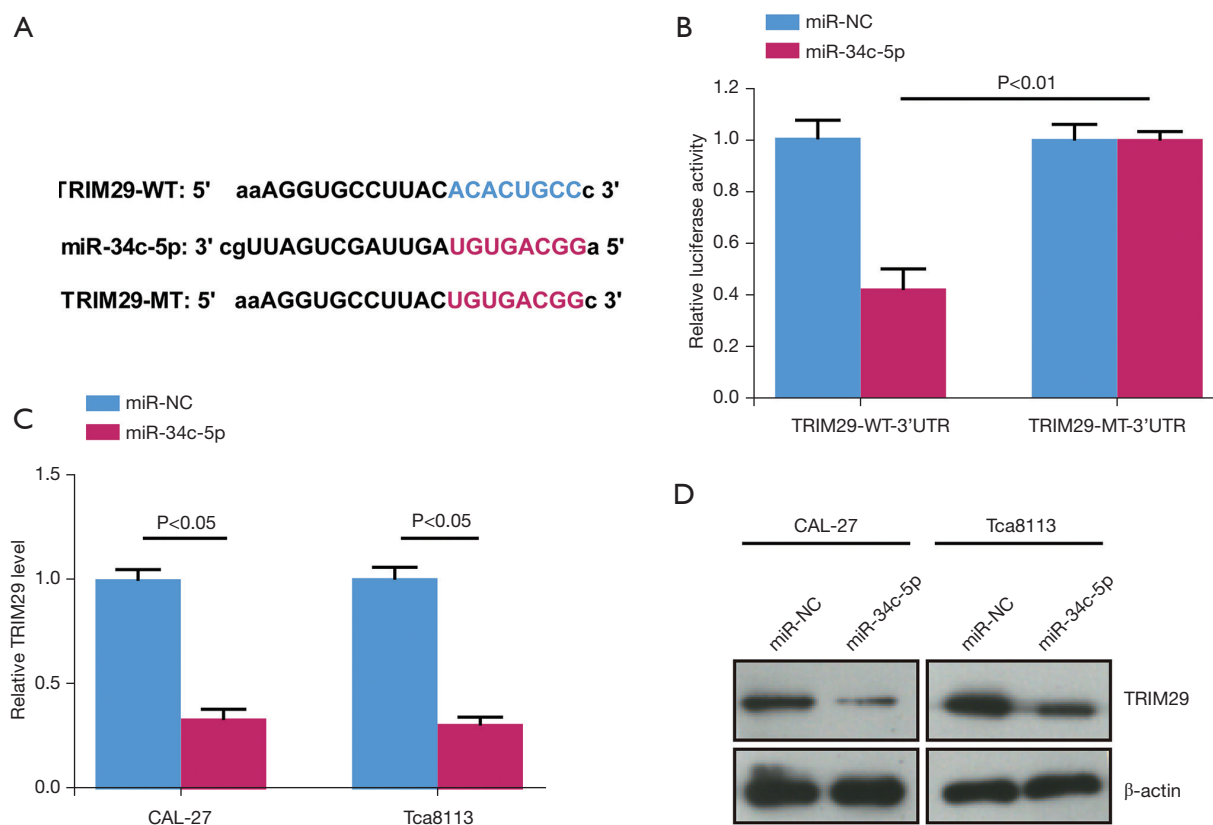 A
TRIM29-WT: 5' aaAGGUGCCUUACACACUGCCc 3'
miR-34c-5p: 3' cgUUAGUCGAUUGAUGUGACGGa 5'
TRIM29-MT: 5' aaAGGUGCCUUACUGUGACGGc 3'
B
miR-NC
miR-34c-5p
P<0.01
Relative luciferase activity
1.2
1.0
0.8
0.6
0.4
0.2
0.0
TRIM29-WT-3'UTR
TRIM29-MT-3'UTR
C
miR-NC
miR-34c-5p
Relative TRIM29 level
1.5
1.0
0.5
0.0
P<0.05
P<0.05
CAL-27
Tca8113
D
CAL-27
Tca8113
miR-NC
miR-34c-5p
miR-NC
miR-34c-5p
TRIM29
β-actin